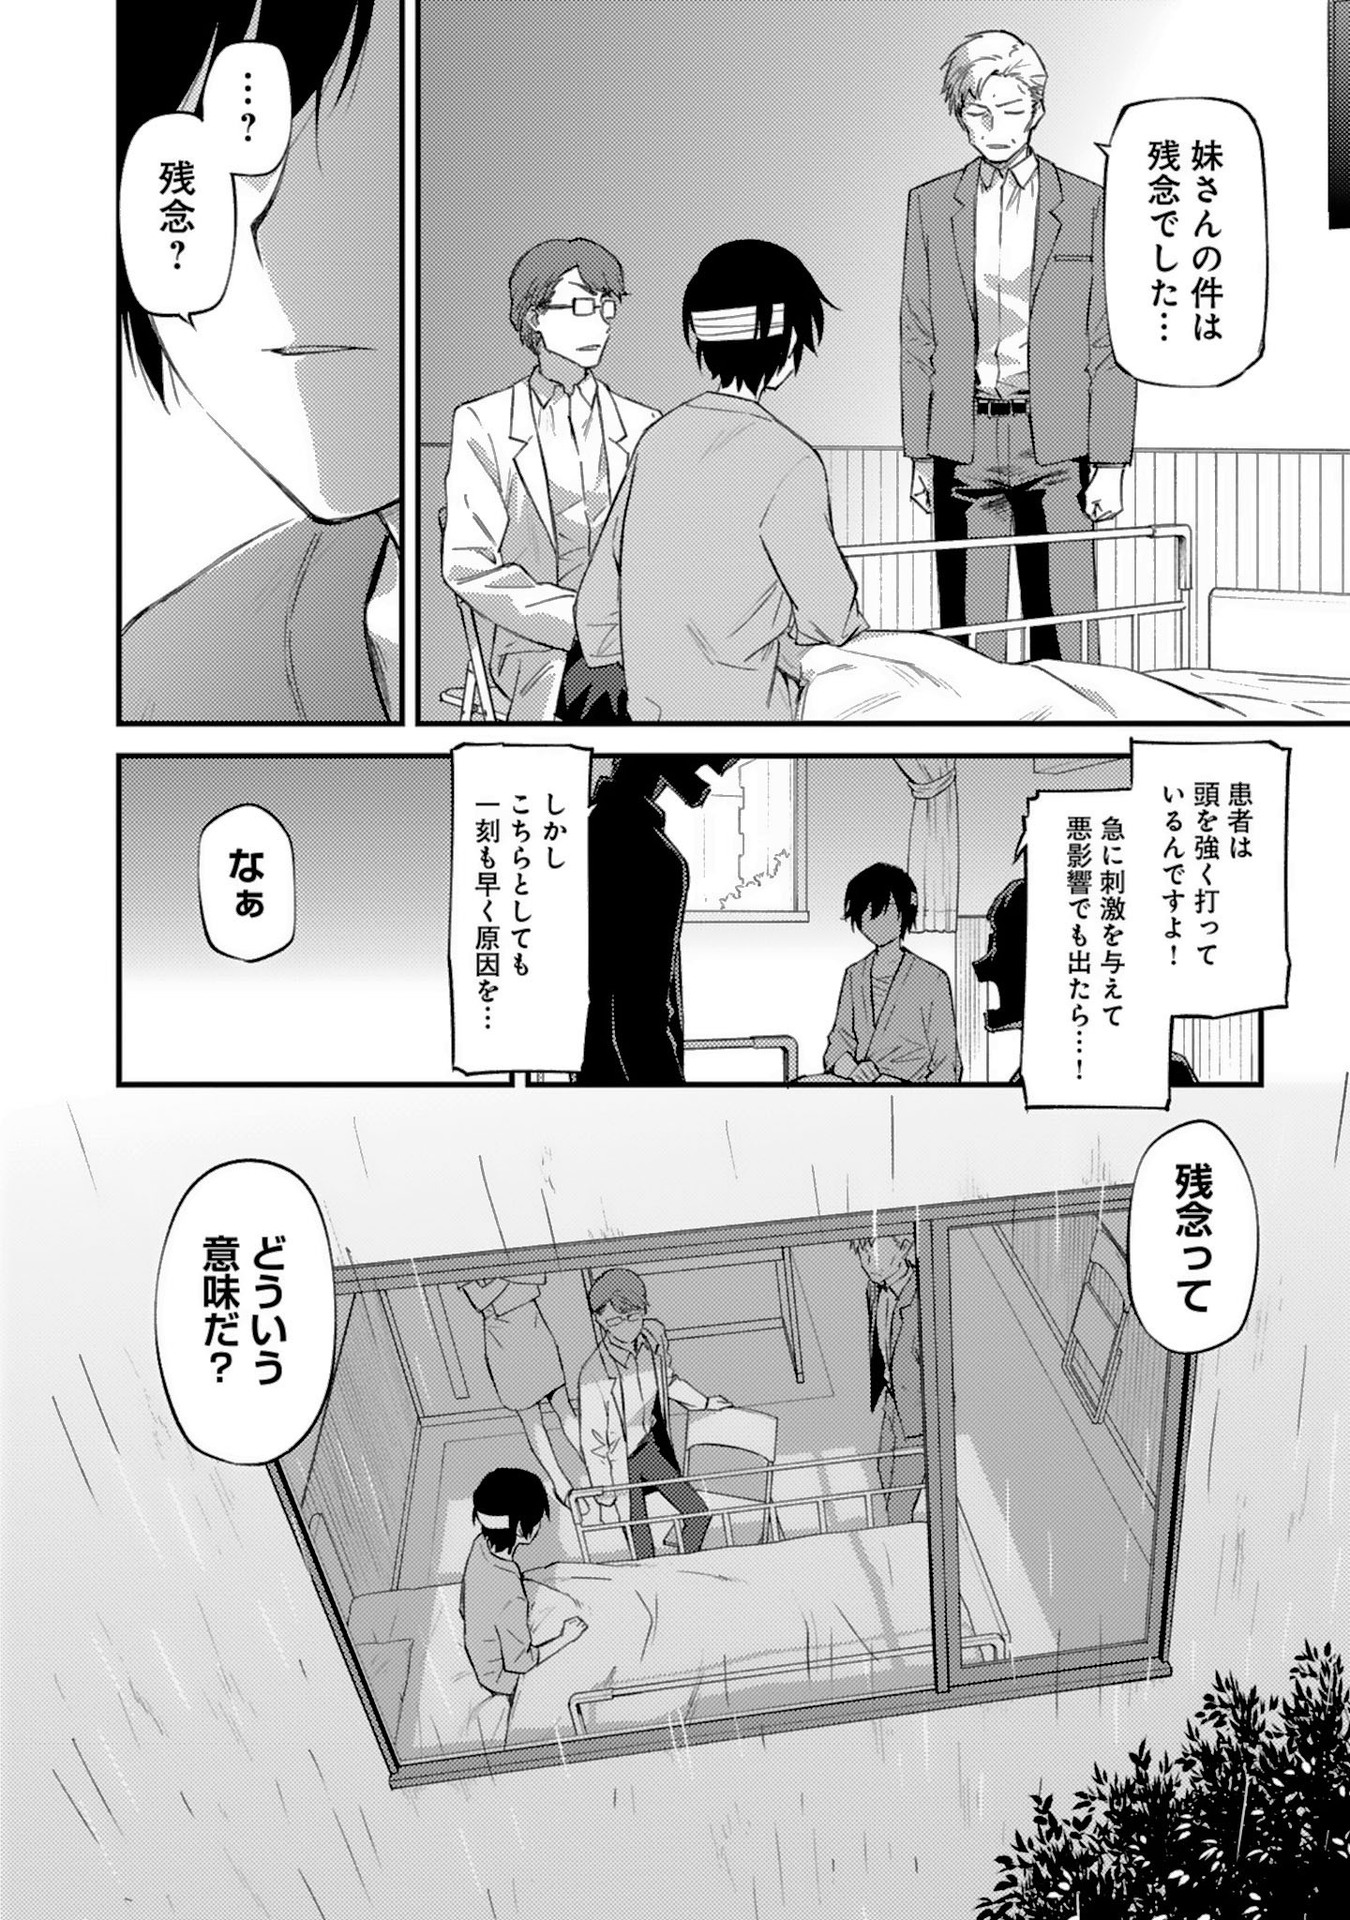 妹さんの件は
残念でした…
…?
残念?
患者は
頭を強く打って
いるんですよ!
急に刺激を与えて
悪影響でも出たら…!
しかし
こちらとしても
一刻も早く原因を…
なぁ
残念って
どういう
意味だ?